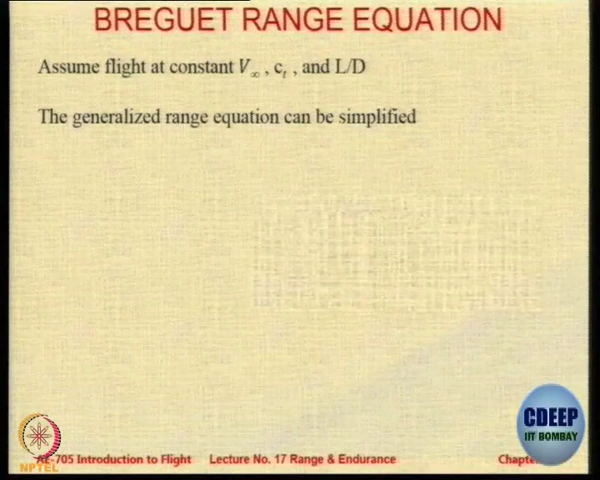 BREGUET RANGE EQUATION
Assume flight at constant V∞ , cₜ , and L/D
The generalized range equation can be simplified
CDEEP
IIT BOMBAY
NPTEL
AE-705 Introduction to Flight Lecture No. 17 Range & Endurance